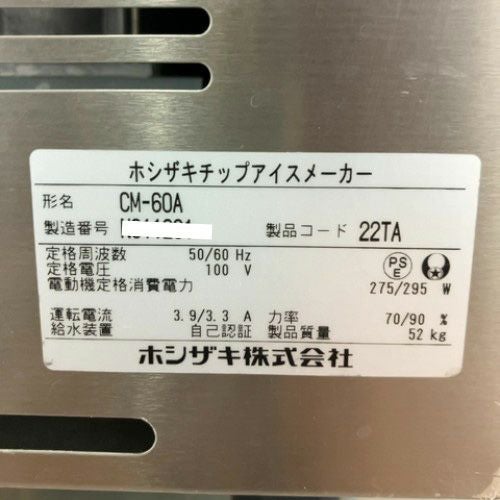 ホシザキチップアイスメーカー
形名 CM-60A
製造番号 製品コード 22TA
定格周波数 50/60 Hz
定格電圧 100 V
PS E
電動機定格消費電力 275/295 W
運転電流 3.9/3.3 A 力率 70/90 %
給水装置 自己認証 製品質量 52 kg
ホシザキ株式会社